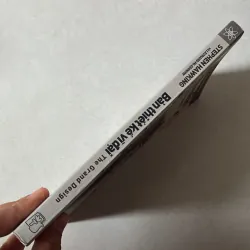 STEPHEN HAWKING
Bản thiết kế vĩ đại The Grand Design